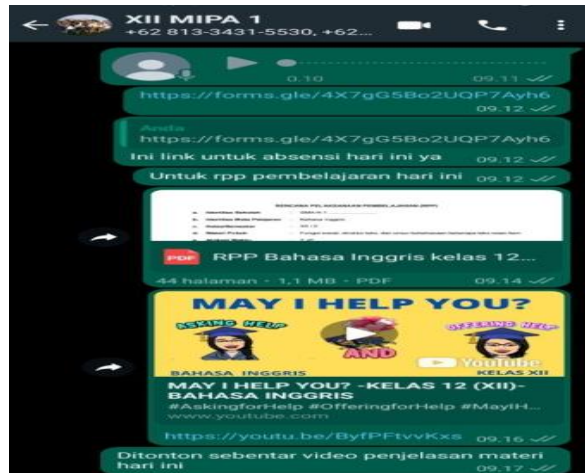 XII MIPA 1
+62 813-3431-5530, +62...
0.10 09.11
https://forms.gle/4X7gG5Bo2UQP7Ayh6
09.12
Anda
https://forms.gle/4X7gG5Bo2UQP7Ayh6
Ini link untuk absensi hari ini ya 09.12
Untuk rpp pembelajaran hari ini 09.12
RENCANA PELAKSANAAN PEMBELAJARAN (RPP)
PDF RPP Bahasa Inggris kelas 12...
44 halaman • 1,1 MB • PDF 09.14
MAY I HELP YOU?
ASKING HELP
OFFERING HELP
AND
YouTube
BAHASA INGGRIS
KELAS XII
MAY I HELP YOU? -KELAS 12 (XII)-
BAHASA INGGRIS
#AskingforHelp #OfferingforHelp #MayIH...
www.youtube.com
https://youtu.be/ByfPFtvvKxs 09.16
Ditonton sebentar video penjelasan materi
hari ini 09.17